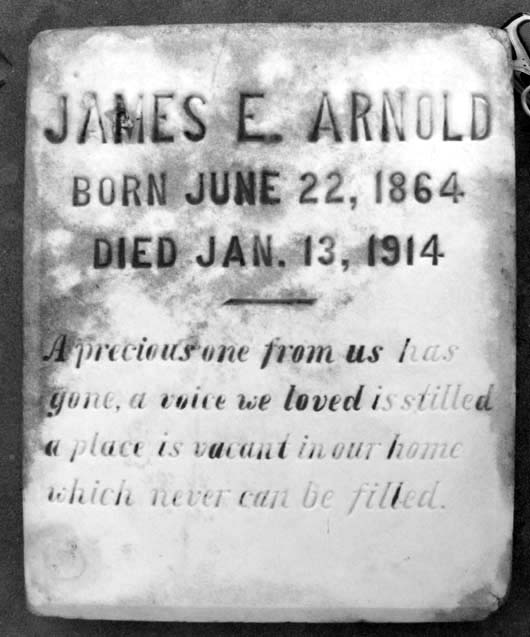 JAMES E. ARNOLD
BORN JUNE 22, 1864
DIED JAN. 13, 1914
A precious one from us has
gone, a voice we loved is stilled
a place is vacant in our home
which never can be filled.